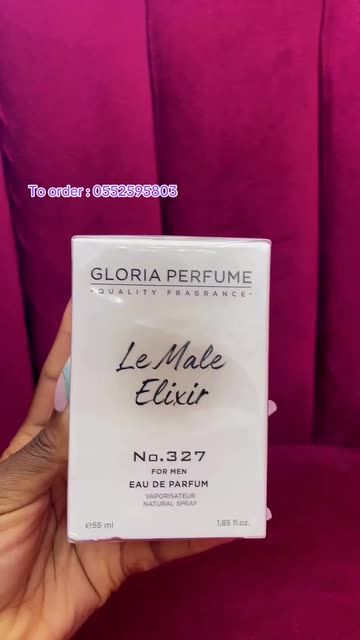 To order : 0552595803
GLORIA PERFUME
QUALITY FRAGRANCE
Le Male
Elixir
No.327
FOR MEN
EAU DE PARFUM
VAPORISATEUR
NATURAL SPRAY
e55 ml 1,85 fl.oz.